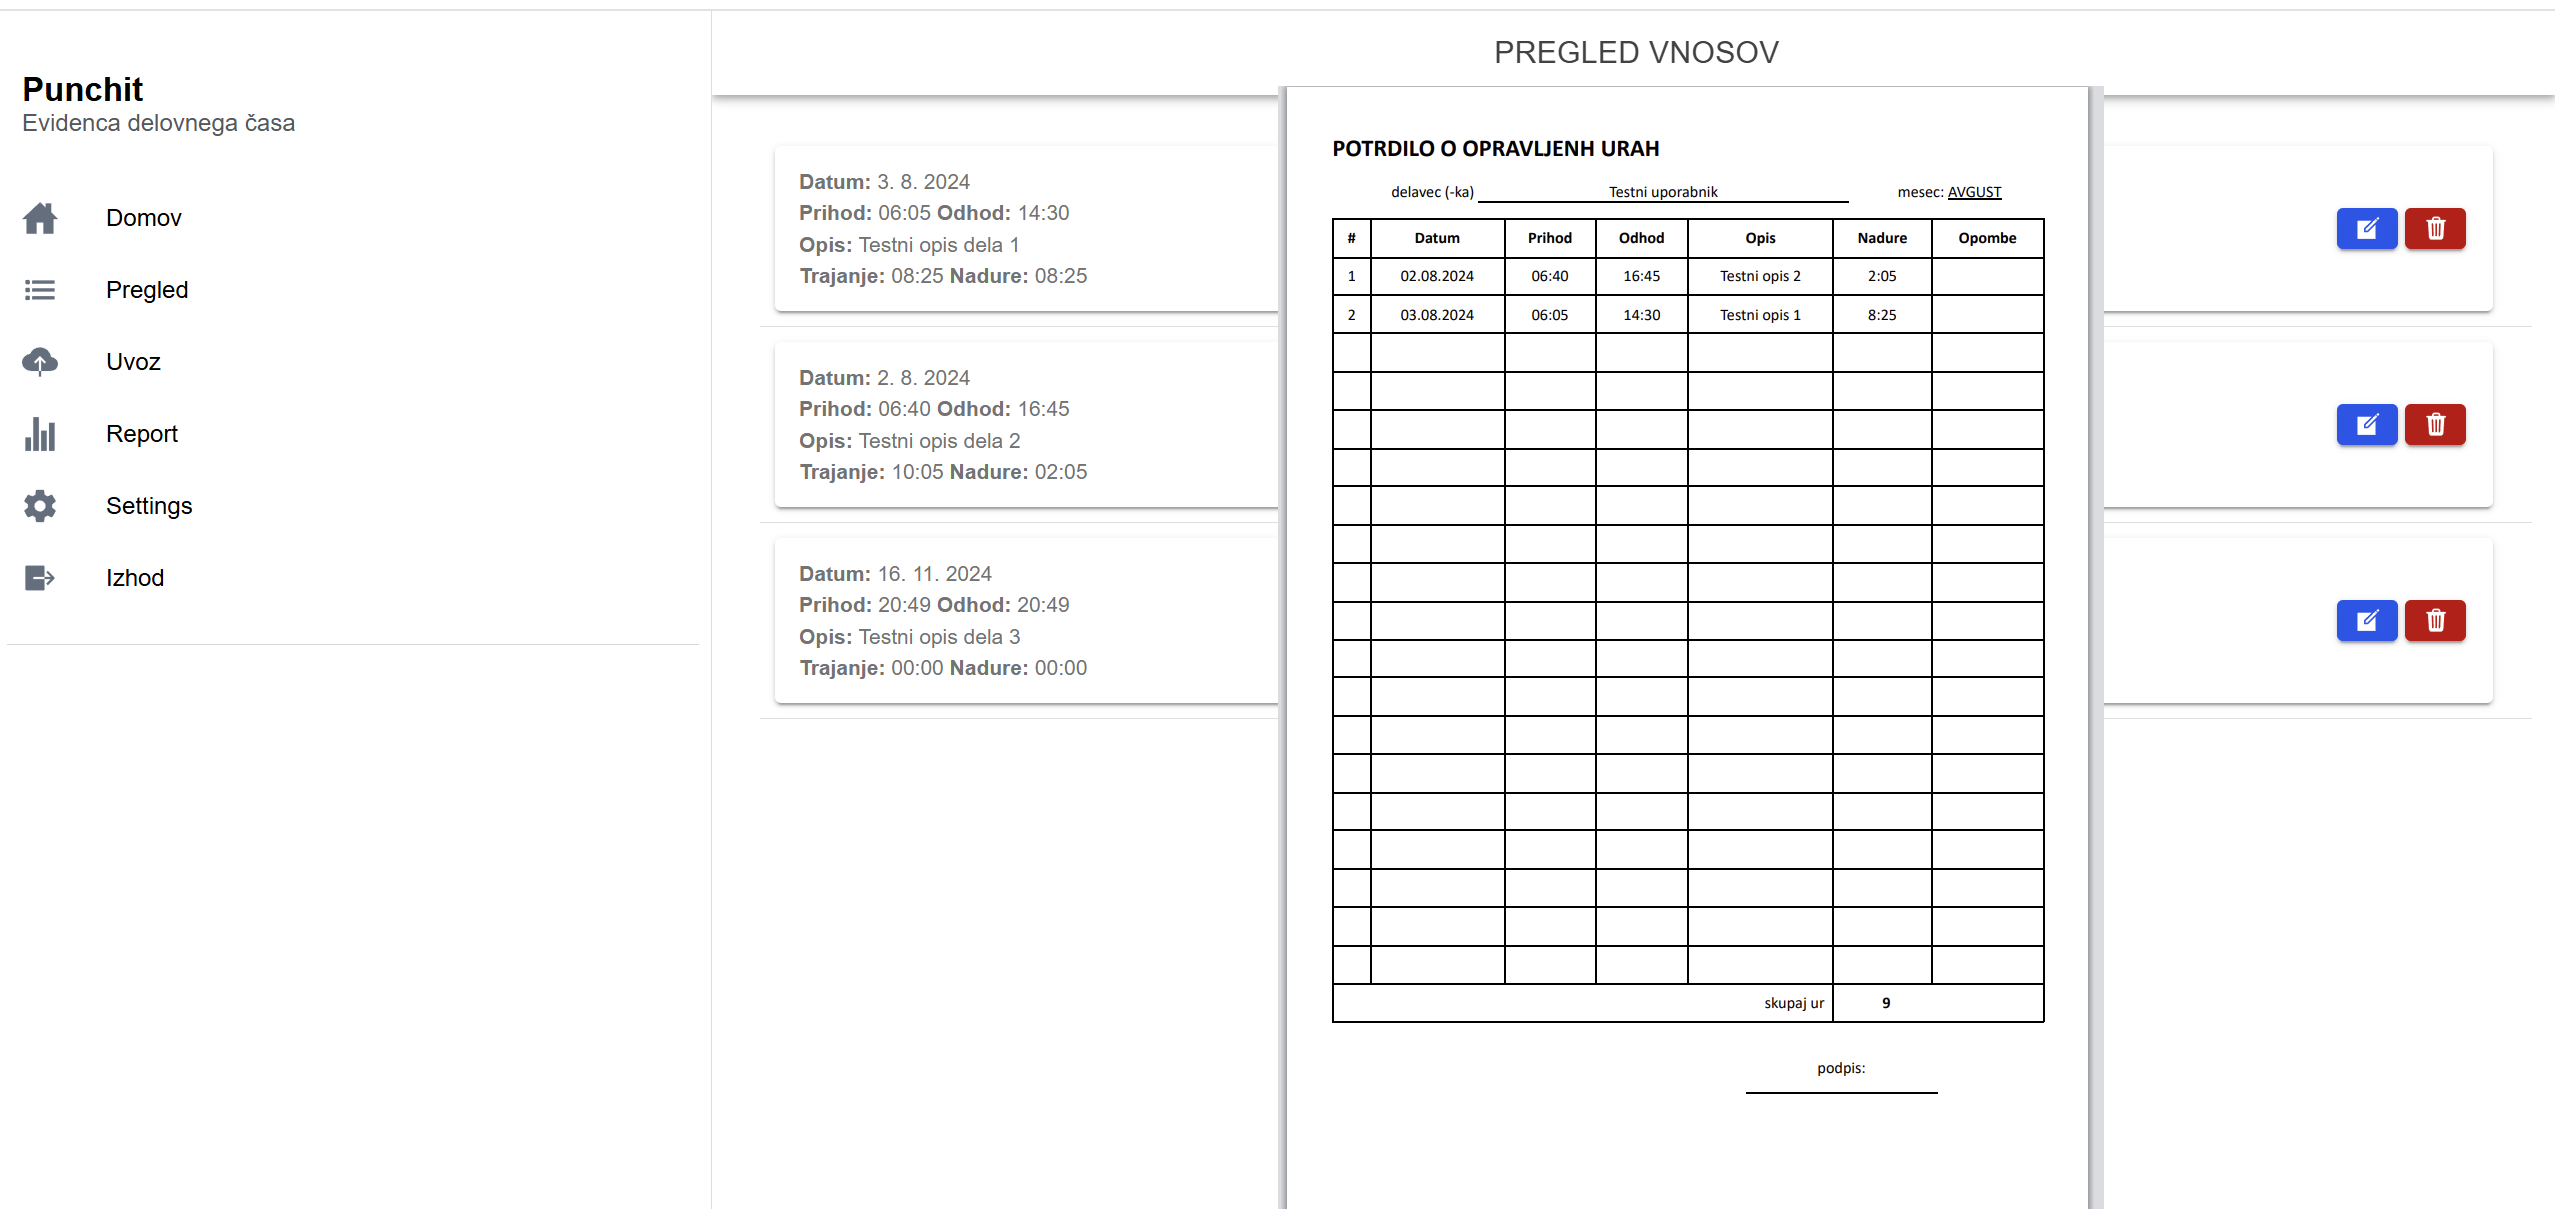 PREGLED VNOSOV
Punchit
Evidenca delovnega časa
Domov
Pregled
Uvoz
Report
Settings
Izhod
Datum: 3. 8. 2024
Prihod: 06:05 Odhod: 14:30
Opis: Testni opis dela 1
Trajanje: 08:25 Nadure: 08:25
Datum: 2. 8. 2024
Prihod: 06:40 Odhod: 16:45
Opis: Testni opis dela 2
Trajanje: 10:05 Nadure: 02:05
Datum: 16. 11. 2024
Prihod: 20:49 Odhod: 20:49
Opis: Testni opis dela 3
Trajanje: 00:00 Nadure: 00:00
POTRDILO O OPRAVLJENH URAH
delavec (-ka) Testni uporabnik mesec: AVGUST
# Datum Prihod Odhod Opis Nadure Opombe
1 02.08.2024 06:40 16:45 Testni opis 2 2:05
2 03.08.2024 06:05 14:30 Testni opis 1 8:25
skupaj ur 9
podpis: